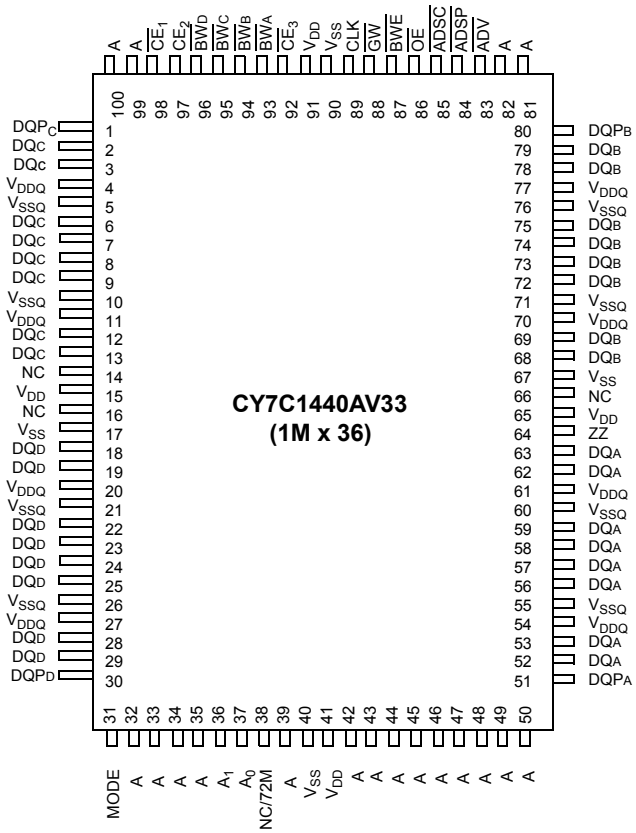 A
A
CE1
CE2
BWD
BWC
BWB
BWA
CE3
VDD
VSS
CLK
GW
BWE
OE
ADSC
ADSP
ADV
A
A
100
99
98
97
96
95
94
93
92
91
90
89
88
87
86
85
84
83
82
81
DQPC 1
DQC 2
DQC 3
VDDQ 4
VSSQ 5
DQC 6
DQC 7
DQC 8
DQC 9
VSSQ 10
VDDQ 11
DQC 12
DQC 13
NC 14
VDD 15
NC 16
VSS 17
DQD 18
DQD 19
VDDQ 20
VSSQ 21
DQD 22
DQD 23
DQD 24
DQD 25
VSSQ 26
VDDQ 27
DQD 28
DQD 29
DQPD 30
CY7C1440AV33
(1M x 36)
80 DQPB
79 DQB
78 DQB
77 VDDQ
76 VSSQ
75 DQB
74 DQB
73 DQB
72 DQB
71 VSSQ
70 VDDQ
69 DQB
68 DQB
67 VSS
66 NC
65 VDD
64 ZZ
63 DQA
62 DQA
61 VDDQ
60 VSSQ
59 DQA
58 DQA
57 DQA
56 DQA
55 VSSQ
54 VDDQ
53 DQA
52 DQA
51 DQPA
31
32
33
34
35
36
37
38
39
40
41
42
43
44
45
46
47
48
49
50
MODE
A
A
A
A
A1
A0
NC/72M
A
VSS
VDD
A
A
A
A
A
A
A
A
A